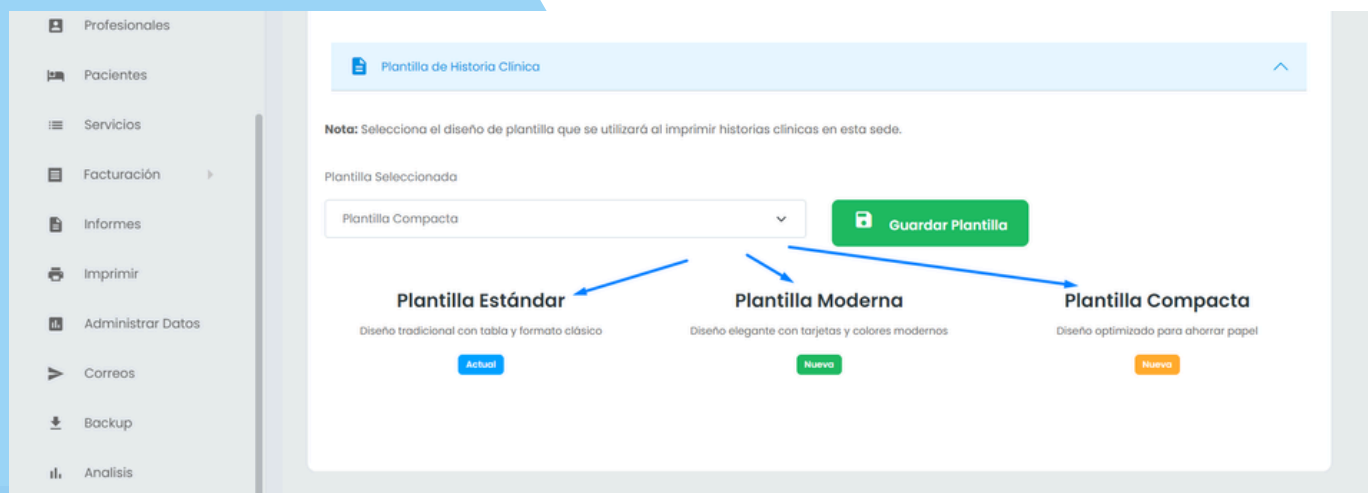 Profesionales
Pacientes
Servicios
Facturación
Informes
Imprimir
Administrar Datos
Correos
Backup
Analisis
Plantilla de Historia Clínica
Nota: Selecciona el diseño de plantilla que se utilizará al imprimir historias clínicas en esta sede.
Plantilla Seleccionada
Plantilla Compacta
Guardar Plantilla
Plantilla Estándar
Diseño tradicional con tabla y formato clásico
Actual
Plantilla Moderna
Diseño elegante con tarjetas y colores modernos
Nueva
Plantilla Compacta
Diseño optimizado para ahorrar papel
Nueva